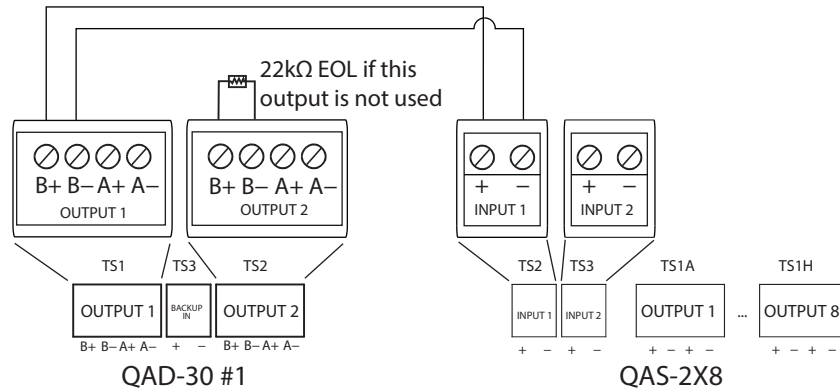 22kΩ EOL if this
output is not used
B+ B– A+ A–
OUTPUT 1
B+ B– A+ A–
OUTPUT 2
+ –
INPUT 1
+ –
INPUT 2
TS1 TS3 TS2
OUTPUT 1
BACKUP
IN
OUTPUT 2
B+ B– A+ A– + – B+ B– A+ A–
QAD-30 #1
TS2 TS3 TS1A TS1H
INPUT 1
INPUT 2
OUTPUT 1
...
OUTPUT 8
+ – + – + – + – + – + –
QAS-2X8